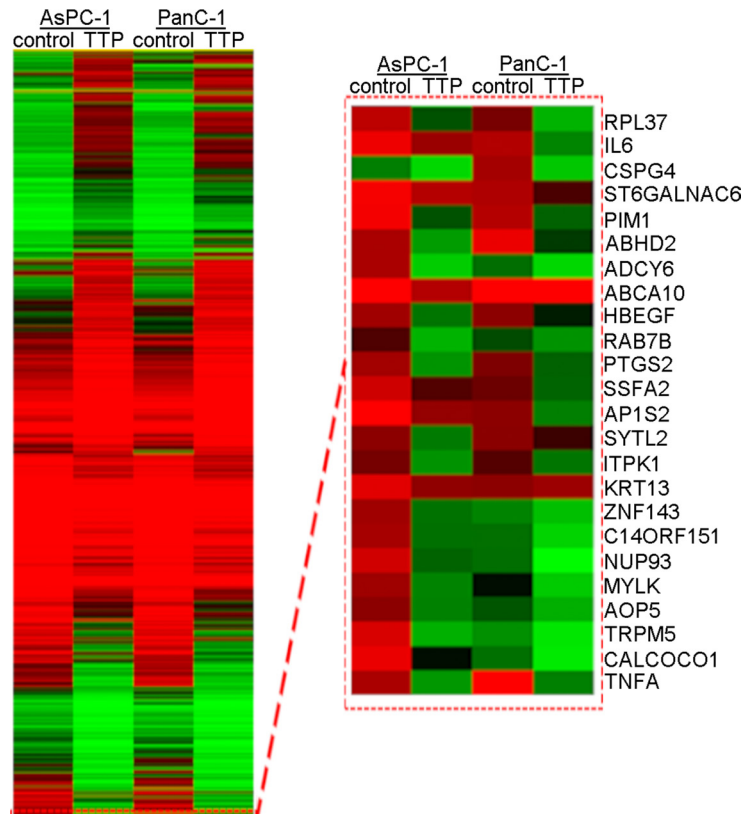 AsPC-1 PanC-1
control TTP control TTP
AsPC-1 PanC-1
control TTP control TTP
RPL37
IL6
CSPG4
ST6GALNAC6
PIM1
ABHD2
ADCY6
ABCA10
HBEGF
RAB7B
PTGS2
SSFA2
AP1S2
SYTL2
ITPK1
KRT13
ZNF143
C14ORF151
NUP93
MYLK
AOP5
TRPM5
CALCOCO1
TNFA